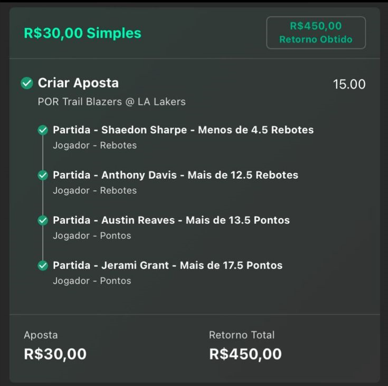 R$30,00 Simples
R$450,00
Retorno Obtido
Criar Aposta
15.00
POR Trail Blazers @ LA Lakers
Partida - Shaedon Sharpe - Menos de 4.5 Rebotes
Jogador - Rebotes
Partida - Anthony Davis - Mais de 12.5 Rebotes
Jogador - Rebotes
Partida - Austin Reaves - Mais de 13.5 Pontos
Jogador - Pontos
Partida - Jerami Grant - Mais de 17.5 Pontos
Jogador - Pontos
Aposta
Retorno Total
R$30,00
R$450,00